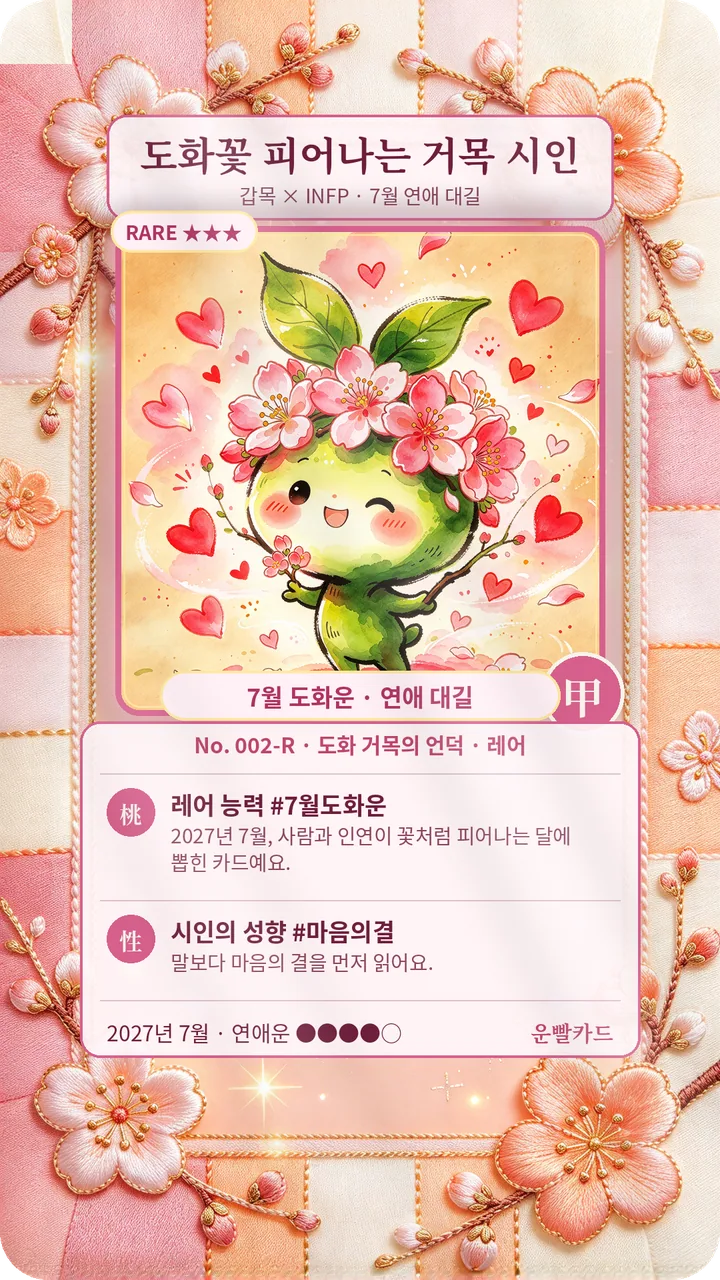 도화꽃 피어나는 거목 시인
갑목 × INFP · 7월 연애 대길
RARE ★★★
7월 도화운 · 연애 대길
甲
No. 002-R · 도화 거목의 언덕 · 레어
桃
레어 능력 #7월도화운
2027년 7월, 사람과 인연이 꽃처럼 피어나는 달에
뽑힌 카드예요.
性
시인의 성향 #마음의결
말보다 마음의 결을 먼저 읽어요.
2027년 7월 · 연애운 ●●●●○
운빨카드